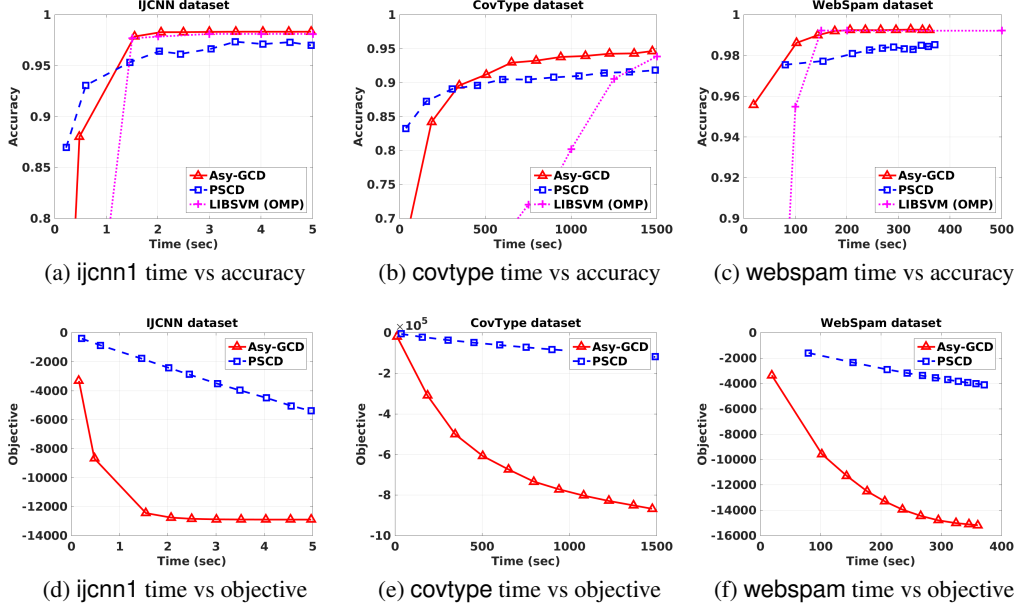 IJCNN dataset
1
0.95
0.9
0.85
0.8
Accuracy
0 1 2 3 4 5
Time (sec)
Asy-GCD
PSCD
LIBSVM (OMP)
(a) ijcnn1 time vs accuracy
CovType dataset
1
0.95
0.9
0.85
0.8
0.75
0.7
Accuracy
0 500 1000 1500
Time (sec)
Asy-GCD
PSCD
LIBSVM (OMP)
(b) covtype time vs accuracy
WebSpam dataset
1
0.98
0.96
0.94
0.92
0.9
Accuracy
0 100 200 300 400 500
Time (sec)
Asy-GCD
PSCD
LIBSVM (OMP)
(c) webspam time vs accuracy
IJCNN dataset
0
-2000
-4000
-6000
-8000
-10000
-12000
-14000
Objective
0 1 2 3 4 5
Time (sec)
Asy-GCD
PSCD
(d) ijcnn1 time vs objective
CovType dataset
×10^5
0
-2
-4
-6
-8
-10
Objective
0 500 1000 1500
Time (sec)
Asy-GCD
PSCD
(e) covtype time vs objective
WebSpam dataset
0
-2000
-4000
-6000
-8000
-10000
-12000
-14000
-16000
Objective
0 100 200 300 400
Time (sec)
Asy-GCD
PSCD
(f) webspam time vs objective